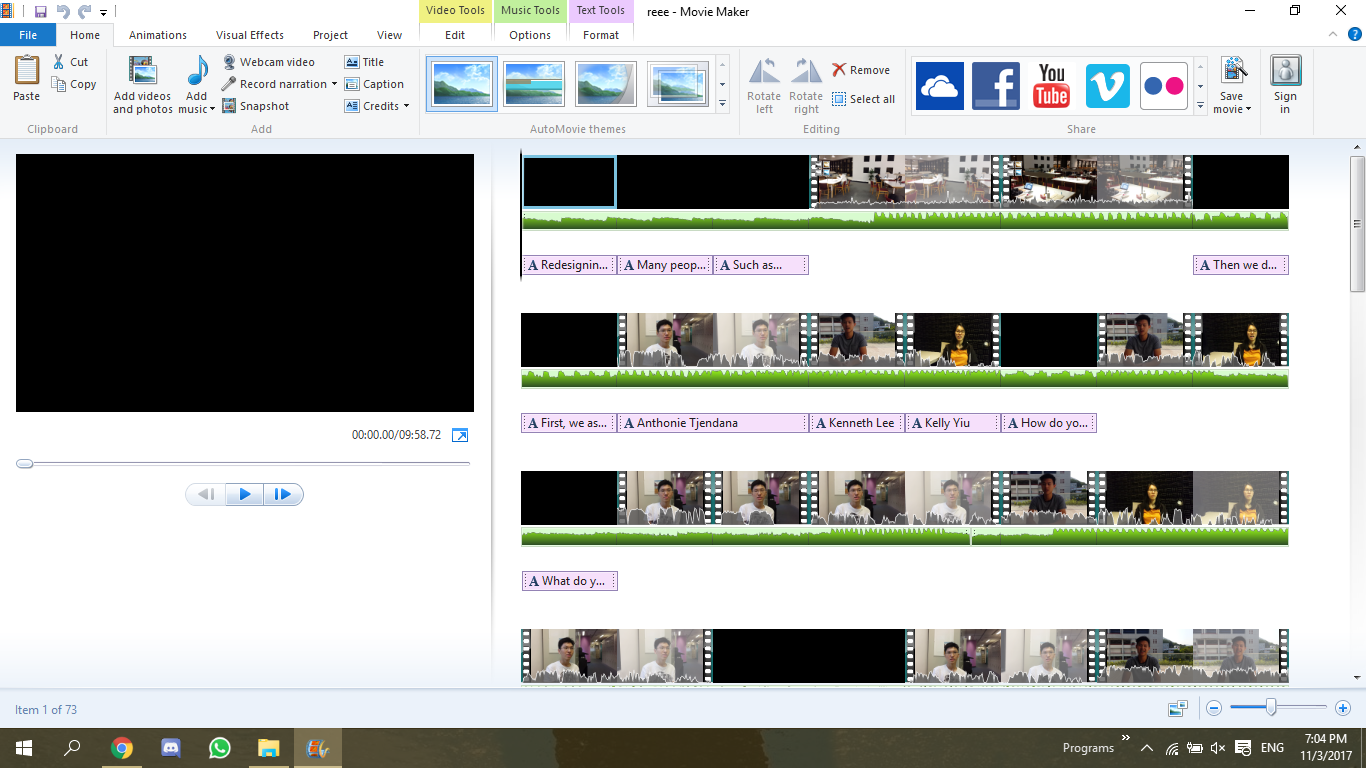 Video Tools Music Tools Text Tools reee - Movie Maker
File Home Animations Visual Effects Project View Edit Options Format
Paste
Cut
Copy
Clipboard
Add videos
and photos
Add
music
Webcam video
Record narration
Snapshot
Title
Caption
Credits
Add
AutoMovie themes
Rotate
left
Rotate
right
Remove
Select all
Editing
You
Tube
Share
Save
movie
Sign
in
00:00.00/09:58.72
A Redesignin...
A Many peop...
A Such as...
A Then we d...
A First, we as...
A Anthonie Tjendana
A Kenneth Lee
A Kelly Yiu
A How do yo...
A What do y...
Item 1 of 73
Programs
ENG
7:04 PM
11/3/2017